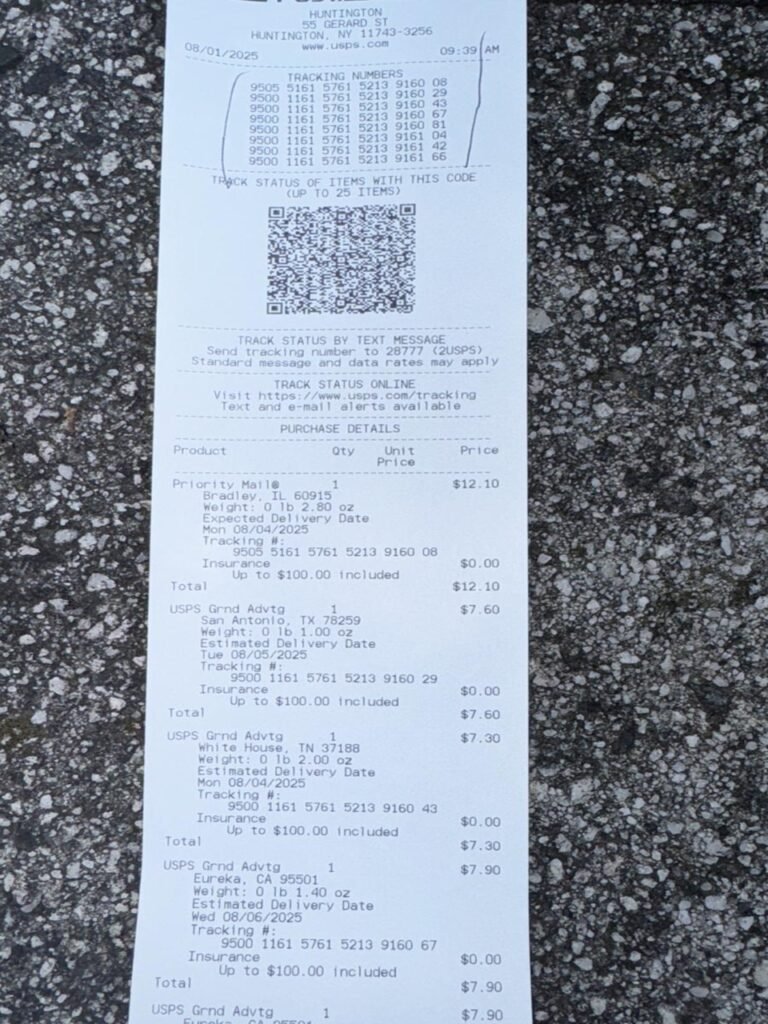 HUNTINGTON
55 GERARD ST
HUNTINGTON, NY 11743-3256
www.usps.com
08/01/2025 09:39 AM
TRACKING NUMBERS
9505 5161 5761 5213 9160 08
9500 1161 5761 5213 9160 29
9500 1161 5761 5213 9160 43
9500 1161 5761 5213 9160 67
9500 1161 5761 5213 9160 81
9500 1161 5761 5213 9161 04
9500 1161 5761 5213 9161 42
9500 1161 5761 5213 9161 66
TRACK STATUS OF ITEMS WITH THIS CODE
(UP TO 25 ITEMS)
TRACK STATUS BY TEXT MESSAGE
Send tracking number to 28777 (2USPS)
Standard message and data rates may apply
TRACK STATUS ONLINE
Visit https://www.usps.com/tracking
Text and e-mail alerts available
PURCHASE DETAILS
Product Qty Unit Price
Price
Priority Mail® 1 $12.10
Bradley, IL 60915
Weight: 0 lb 2.80 oz
Expected Delivery Date
Mon 08/04/2025
Tracking #:
9505 5161 5761 5213 9160 08
Insurance $0.00
Up to $100.00 included
Total $12.10
USPS Grnd Advtg 1 $7.60
San Antonio, TX 78259
Weight: 0 lb 1.00 oz
Estimated Delivery Date
Tue 08/05/2025
Tracking #:
9500 1161 5761 5213 9160 29
Insurance $0.00
Up to $100.00 included
Total $7.60
USPS Grnd Advtg 1 $7.30
White House, TN 37188
Weight: 0 lb 2.00 oz
Estimated Delivery Date
Mon 08/04/2025
Tracking #:
9500 1161 5761 5213 9160 43
Insurance $0.00
Up to $100.00 included
Total $7.30
USPS Grnd Advtg 1 $7.90
Eureka, CA 95501
Weight: 0 lb 1.40 oz
Estimated Delivery Date
Wed 08/06/2025
Tracking #:
9500 1161 5761 5213 9160 67
Insurance $0.00
Up to $100.00 included
Total $7.90
USPS Grnd Advtg 1 $7.90
Eureka, CA 95501